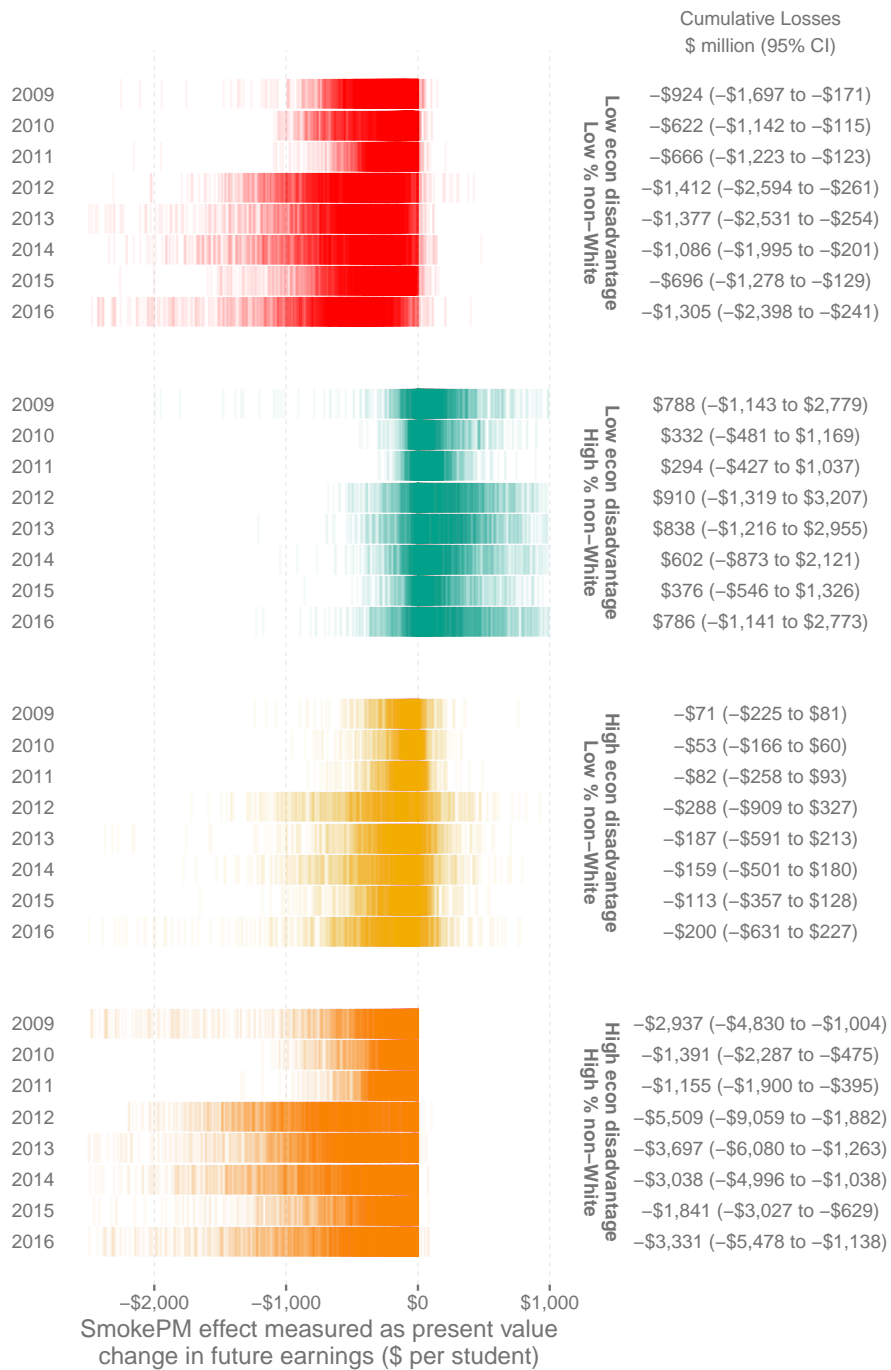 Cumulative Losses
$ million (95% CI)
2009
−$924 (−$1,697 to −$171)
2010
−$622 (−$1,142 to −$115)
2011
−$666 (−$1,223 to −$123)
2012
−$1,412 (−$2,594 to −$261)
2013
−$1,377 (−$2,531 to −$254)
2014
−$1,086 (−$1,995 to −$201)
2015
−$696 (−$1,278 to −$129)
2016
−$1,305 (−$2,398 to −$241)
Low econ disadvantage
Low % non−White
2009
$788 (−$1,143 to $2,779)
2010
$332 (−$481 to $1,169)
2011
$294 (−$427 to $1,037)
2012
$910 (−$1,319 to $3,207)
2013
$838 (−$1,216 to $2,955)
2014
$602 (−$873 to $2,121)
2015
$376 (−$546 to $1,326)
2016
$786 (−$1,141 to $2,773)
Low econ disadvantage
High % non−White
2009
−$71 (−$225 to $81)
2010
−$53 (−$166 to $60)
2011
−$82 (−$258 to $93)
2012
−$288 (−$909 to $327)
2013
−$187 (−$591 to $213)
2014
−$159 (−$501 to $180)
2015
−$113 (−$357 to $128)
2016
−$200 (−$631 to $227)
High econ disadvantage
Low % non−White
2009
−$2,937 (−$4,830 to −$1,004)
2010
−$1,391 (−$2,287 to −$475)
2011
−$1,155 (−$1,900 to −$395)
2012
−$5,509 (−$9,059 to −$1,882)
2013
−$3,697 (−$6,080 to −$1,263)
2014
−$3,038 (−$4,996 to −$1,038)
2015
−$1,841 (−$3,027 to −$629)
2016
−$3,331 (−$5,478 to −$1,138)
High econ disadvantage
High % non−White
−$2,000
−$1,000
$0
$1,000
SmokePM effect measured as present value
change in future earnings ($ per student)